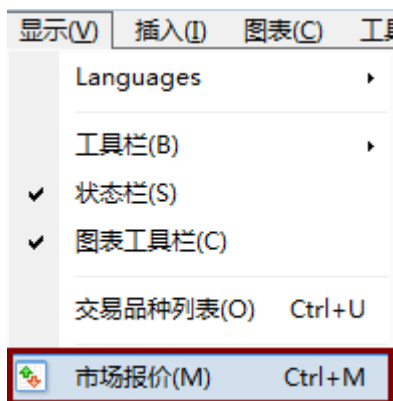 显示(V) 插入(I) 图表(C) 工
Languages
工具栏(B)
状态栏(S)
图表工具栏(C)
交易品种列表(O) Ctrl+U
市场报价(M) Ctrl+M